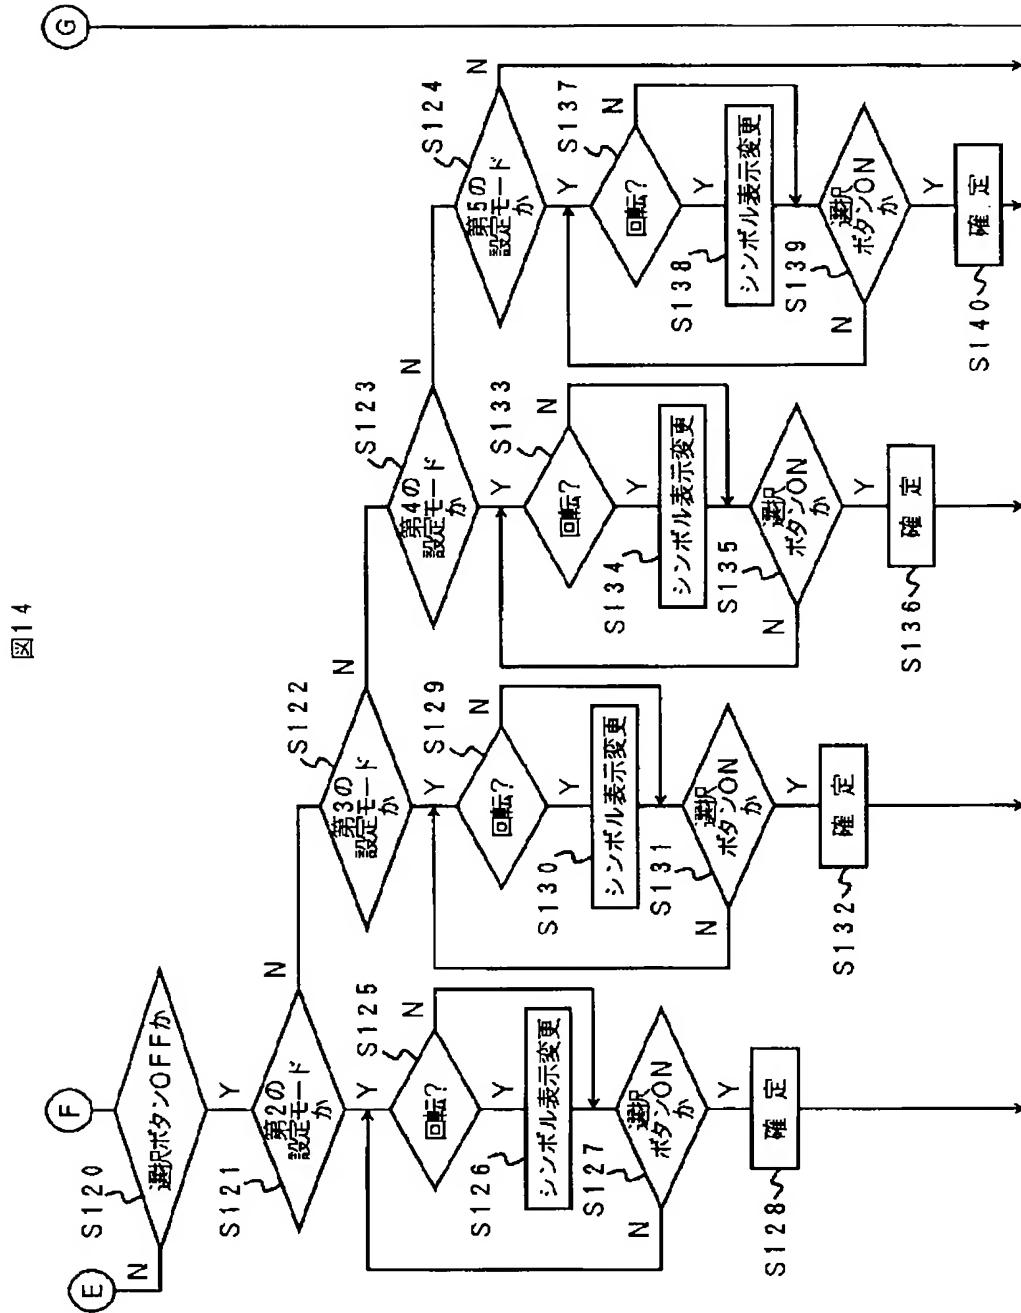 図14
F
G
E
S120
選択ボタンOFFか
N
Y
S121
第2の
設定モード
か
N
Y
S125
回転?
N
Y
S126
シンボル表示変更
S127
選択
ボタンON
か
N
Y
S128
確 定
S122
第3の
設定モード
か
N
Y
S129
回転?
N
Y
S130
シンボル表示変更
S131
選択
ボタンON
か
N
Y
S132
確 定
S123
第4の
設定モード
か
N
Y
S133
回転?
N
Y
S134
シンボル表示変更
S135
選択
ボタンON
か
N
Y
S136
確 定
S124
第5の
設定モード
か
N
Y
S137
回転?
N
Y
S138
シンボル表示変更
S139
選択
ボタンON
か
N
Y
S140
確 定